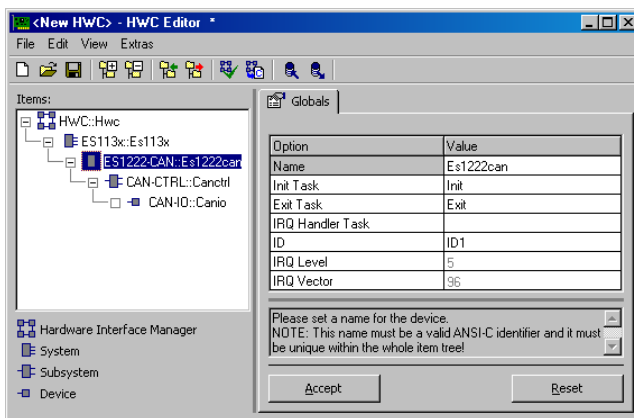 <New HWC> - HWC Editor *
File Edit View Extras
Items:
HWC::Hwc
ES113x::Es113x
ES1222-CAN::Es1222can
CAN-CTRL::Canctrl
CAN-IO::Canio
Hardware Interface Manager
System
Subsystem
Device
Globals
Option Value
Name Es1222can
Init Task Init
Exit Task Exit
IRQ Handler Task
ID ID1
IRQ Level 5
IRQ Vector 96
Please set a name for the device.
NOTE: This name must be a valid ANSI-C identifier and it must
be unique within the whole item tree!
Accept Reset